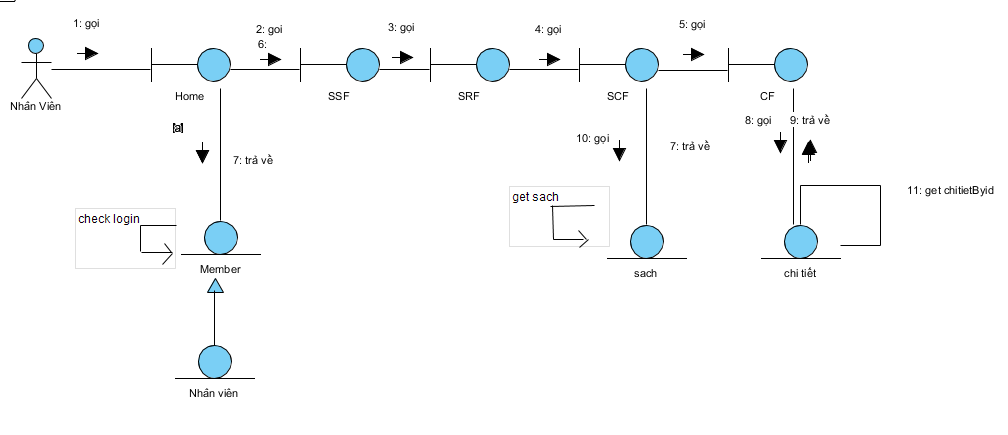 1: gọi
2: goi
6:
3: gọi
4: gọi
5: gọi
Nhân Viên
Home
SSF
SRF
SCF
CF
[a]
7: trả về
10: gọi
7: trả về
8: gọi
9: trả về
11: get chitietByid
check login
get sach
Member
sach
chi tiết
Nhân viên